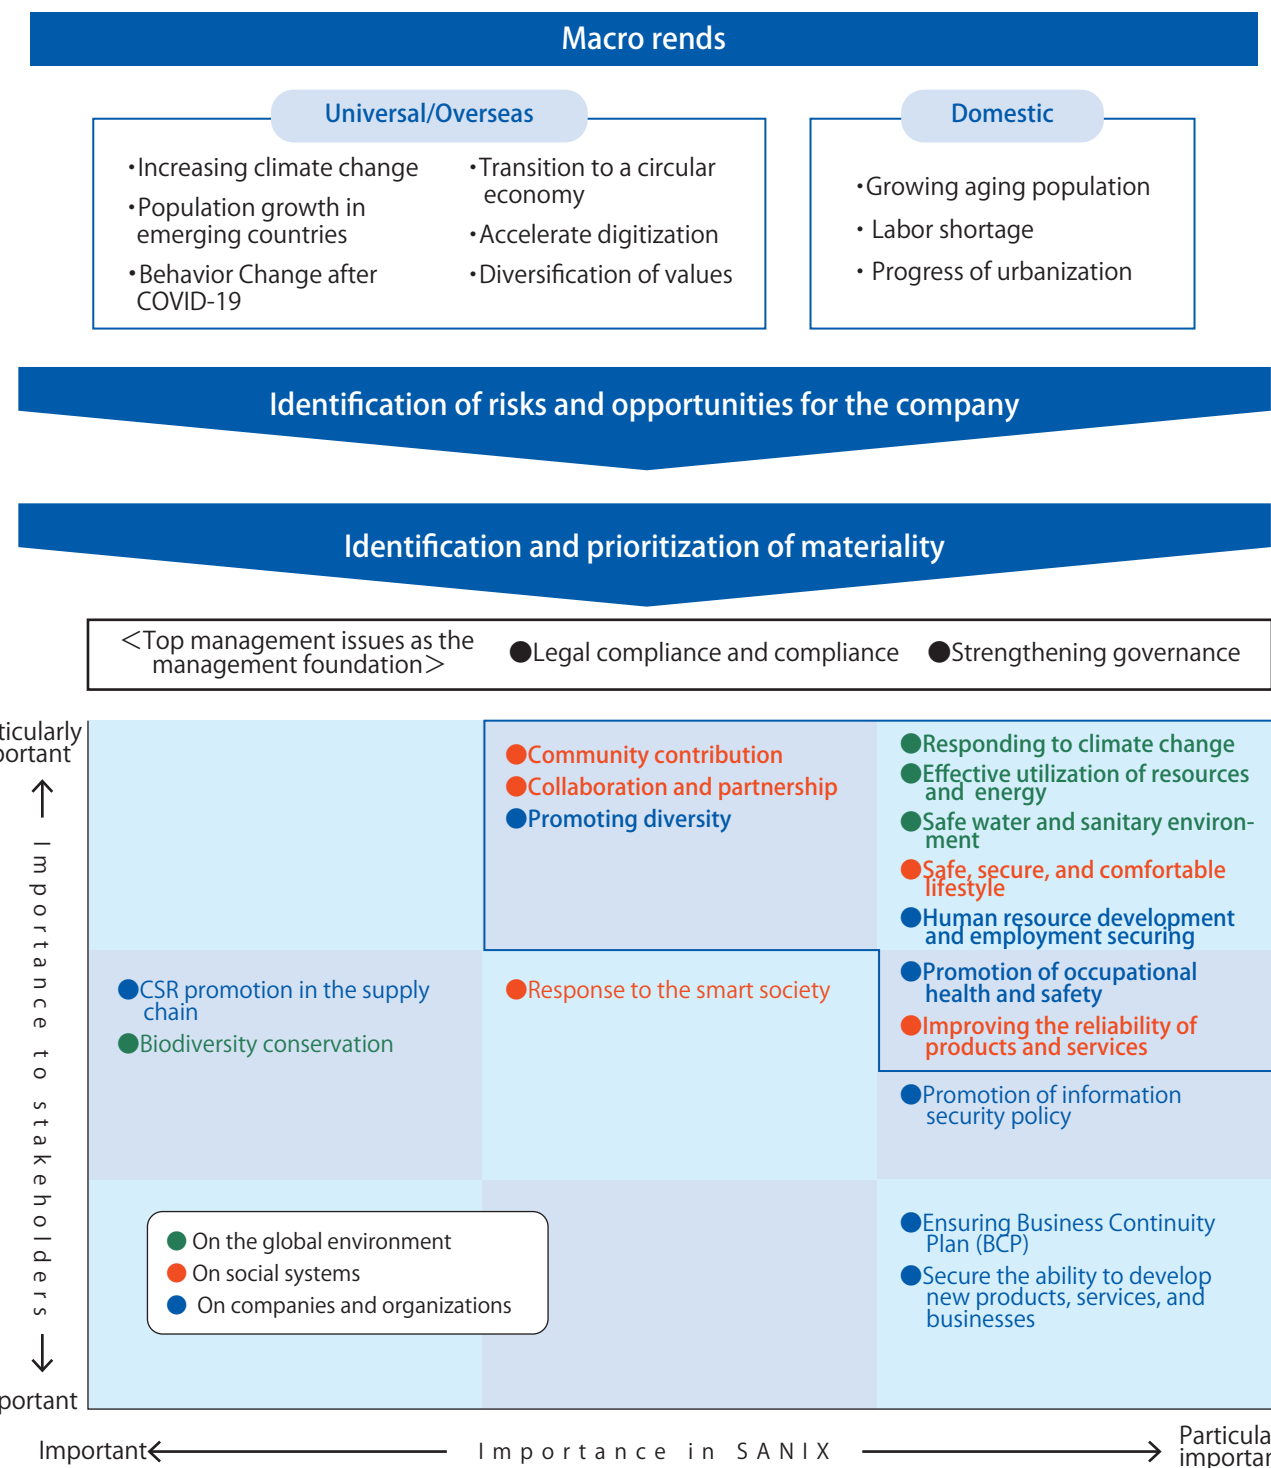 Macro rends
Universal/Overseas
・Increasing climate change
・Population growth in
emerging countries
・Behavior Change after
COVID-19
・Transition to a circular
economy
・Accelerate digitization
・Diversification of values
Domestic
・Growing aging population
・ Labor shortage
・ Progress of urbanization
Identification of risks and opportunities for the company
Identification and prioritization of materiality
<Top management issues as the
management foundation>
●Legal compliance and compliance
●Strengthening governance
ticularly
portant
Importance to stakeholders
portant
●Community contribution
●Collaboration and partnership
●Promoting diversity
●Responding to climate change
●Effective utilization of resources
and energy
●Safe water and sanitary environ-
ment
●Safe, secure, and comfortable
lifestyle
●Human resource development
and employment securing
●CSR promotion in the supply
chain
●Biodiversity conservation
●Response to the smart society
●Promotion of occupational
health and safety
●Improving the reliability of
products and services
●Promotion of information
security policy
● On the global environment
● On social systems
● On companies and organizations
●Ensuring Business Continuity
Plan (BCP)
●Secure the ability to develop
new products, services, and
businesses
Important
Importance in SANIX
Particula
importan